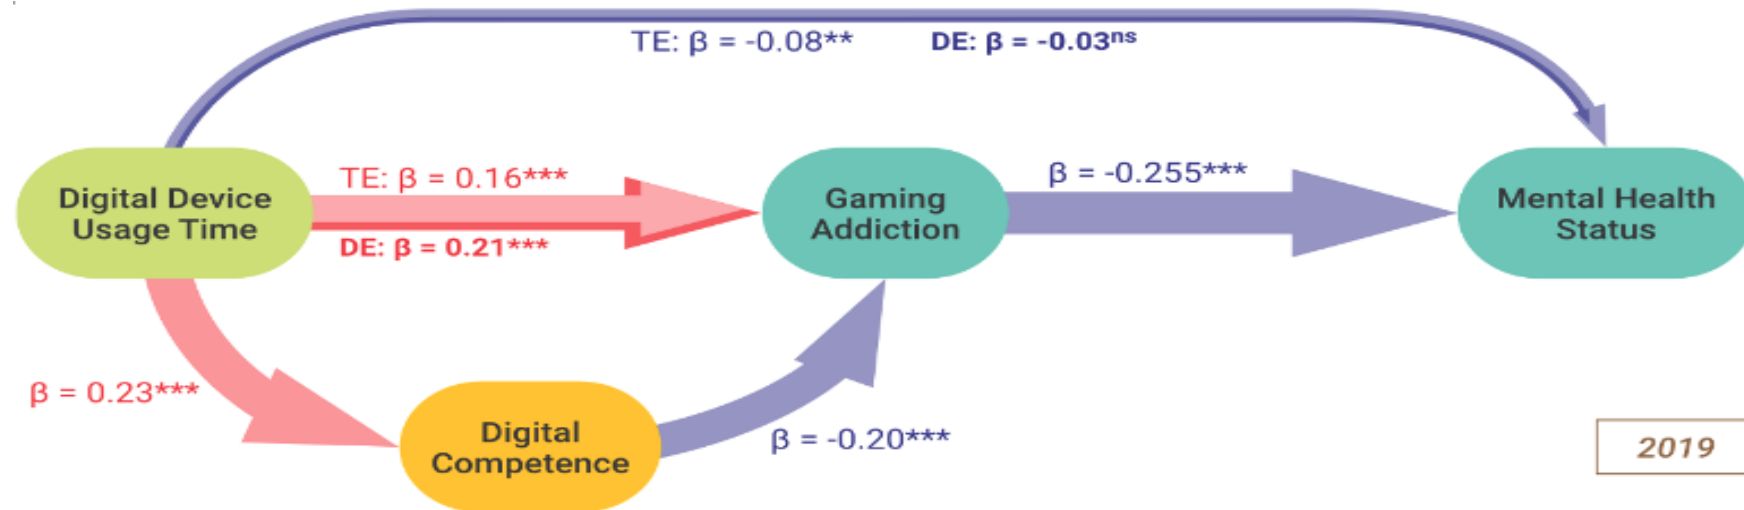 TE: β = -0.08** DE: β = -0.03ns
Digital Device
Usage Time
TE: β = 0.16***
DE: β = 0.21***
Gaming
Addiction
β = -0.255***
Mental Health
Status
β = 0.23***
Digital
Competence
β = -0.20***
2019